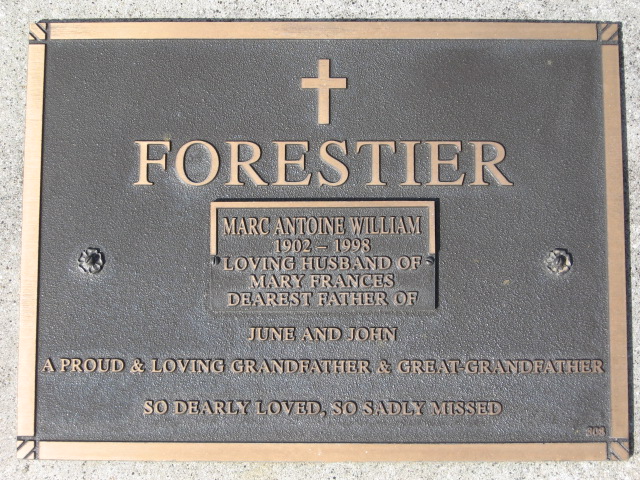 FORESTIER
MARC ANTOINE WILLIAM
1902 – 1998
LOVING HUSBAND OF
MARY FRANCES
DEAREST FATHER OF
JUNE AND JOHN
A PROUD & LOVING GRANDFATHER & GREAT-GRANDFATHER
SO DEARLY LOVED, SO SADLY MISSED